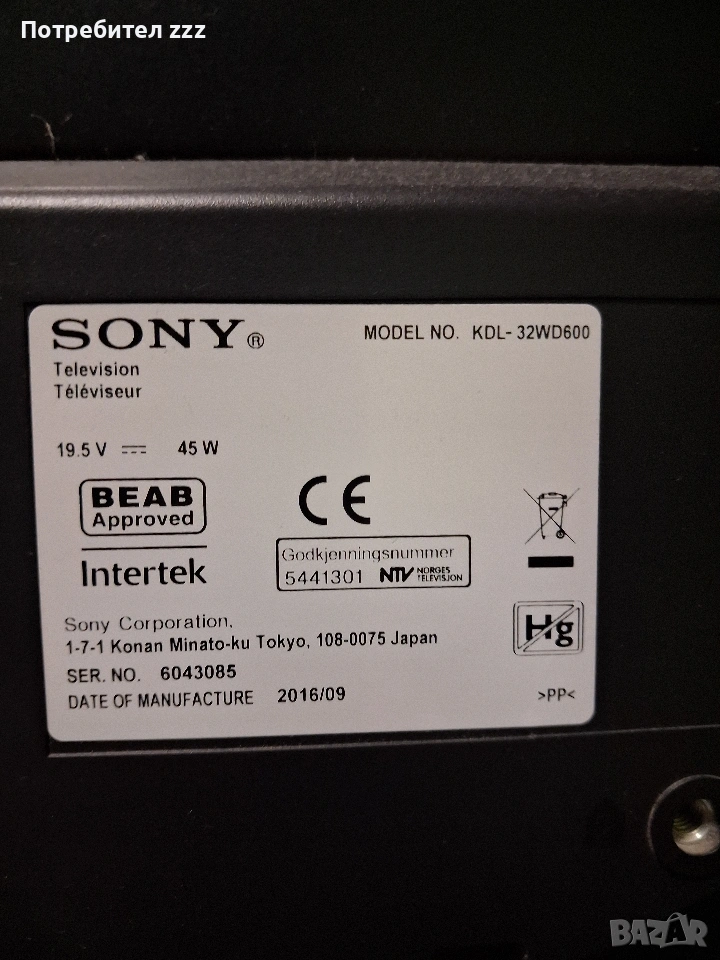 Потребител zzz
SONY®
MODEL NO. KDL- 32WD600
Television
Téléviseur
19.5 V 45 W
BEAB
Approved
CE
Intertek
Godkjenningsnummer
5441301 NTV NORGES TELEVISJON
Hg
Sony Corporation,
1-7-1 Konan Minato-ku Tokyo, 108-0075 Japan
SER. NO. 6043085
DATE OF MANUFACTURE 2016/09
>PP<
BAZAR